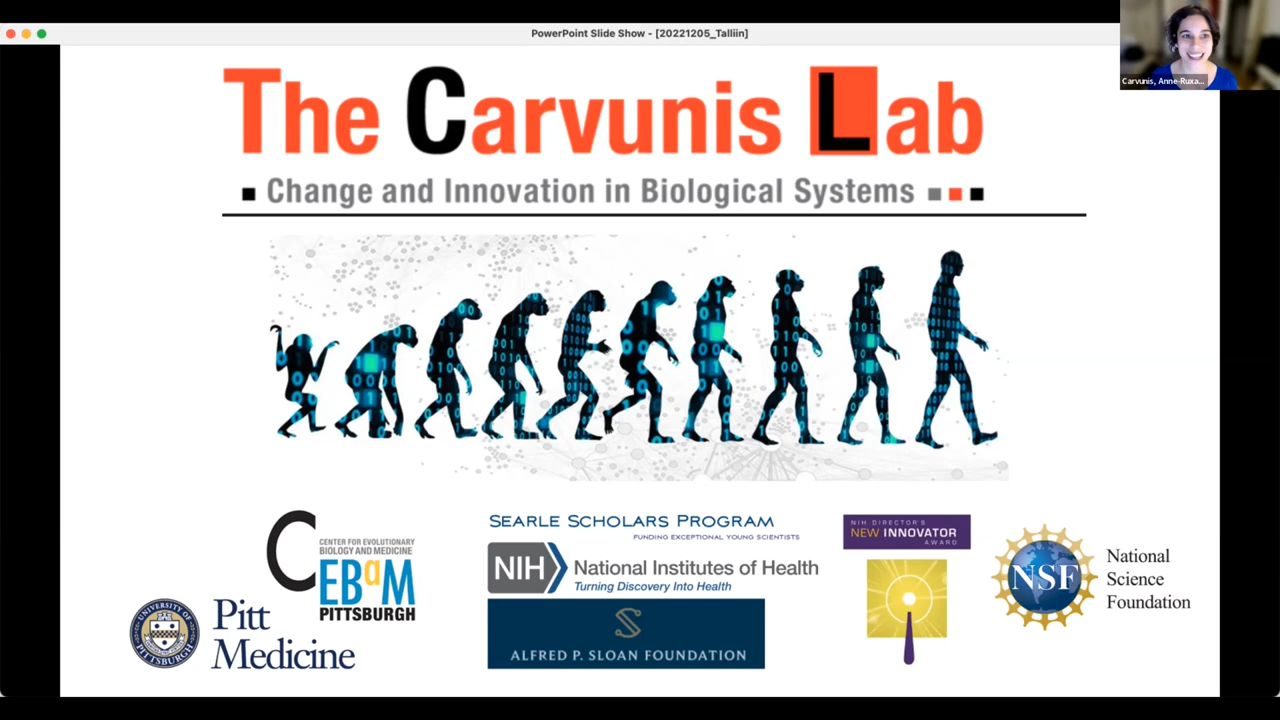 PowerPoint Slide Show - [20221205_Talliin]
Carvunis, Anne-Ruxa...
The Carvunis Lab
Change and Innovation in Biological Systems
CENTER FOR EVOLUTIONARY
BIOLOGY AND MEDICINE
CEBaM
PITTSBURGH
UNIVERSITY OF PITTSBURGH
Pitt
Medicine
SEARLE SCHOLARS PROGRAM
FUNDING EXCEPTIONAL YOUNG SCIENTISTS
NIH National Institutes of Health
Turning Discovery Into Health
ALFRED P. SLOAN FOUNDATION
NIH DIRECTOR'S
NEW INNOVATOR
AWARD
NSF
National
Science
Foundation